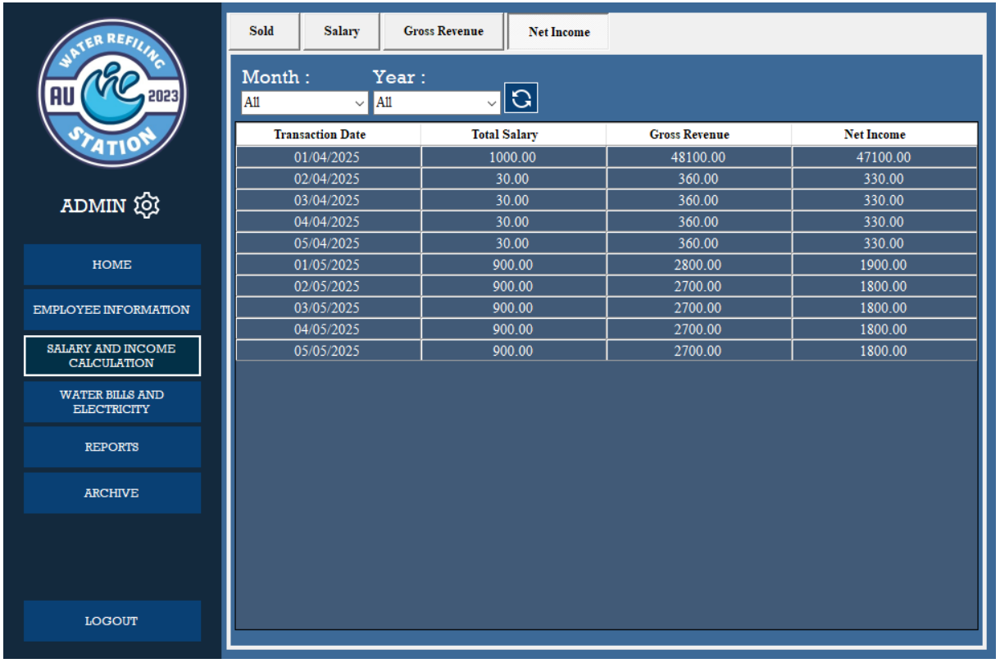 WATER REFILING
AU
2023
STATION
ADMIN
HOME
EMPLOYEE INFORMATION
SALARY AND INCOME
CALCULATION
WATER BILLS AND
ELECTRICITY
REPORTS
ARCHIVE
LOGOUT
Sold Salary Gross Revenue Net Income
Month : Year :
All All
Transaction Date Total Salary Gross Revenue Net Income
01/04/2025 1000.00 48100.00 47100.00
02/04/2025 30.00 360.00 330.00
03/04/2025 30.00 360.00 330.00
04/04/2025 30.00 360.00 330.00
05/04/2025 30.00 360.00 330.00
01/05/2025 900.00 2800.00 1900.00
02/05/2025 900.00 2700.00 1800.00
03/05/2025 900.00 2700.00 1800.00
04/05/2025 900.00 2700.00 1800.00
05/05/2025 900.00 2700.00 1800.00